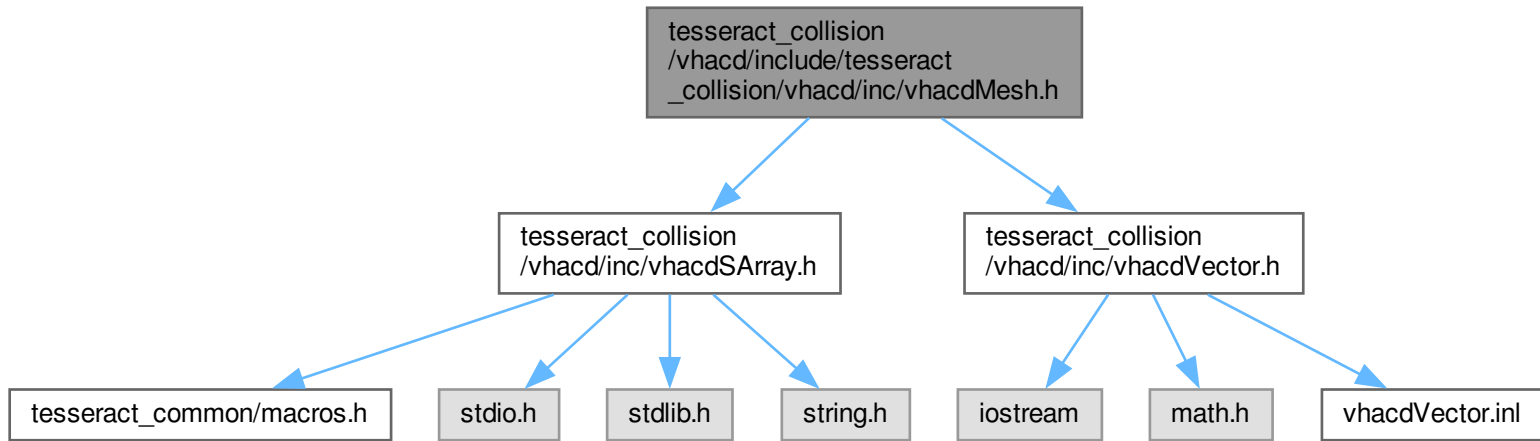 tesseract_collision
/vhacd/include/tesseract
_collision/vhacd/inc/vhacdMesh.h
tesseract_collision
/vhacd/inc/vhacdSArray.h
tesseract_collision
/vhacd/inc/vhacdVector.h
tesseract_common/macros.h
stdio.h
stdlib.h
string.h
iostream
math.h
vhacdVector.inl